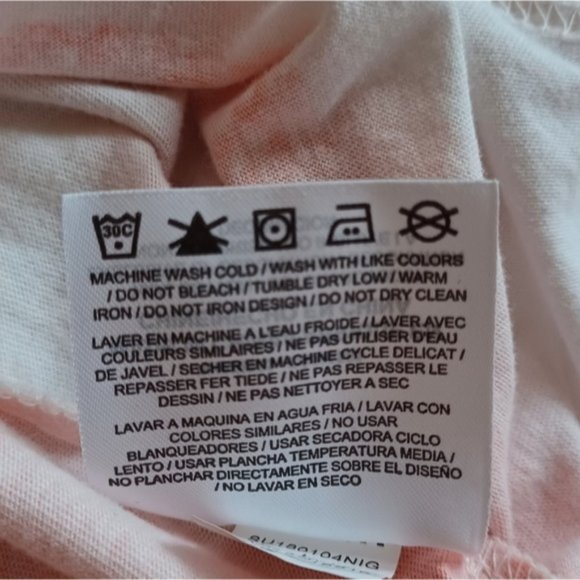 30C
MACHINE WASH COLD / WASH WITH LIKE COLORS
/ DO NOT BLEACH / TUMBLE DRY LOW / WARM
IRON / DO NOT IRON DESIGN / DO NOT DRY CLEAN
LAVER EN MACHINE A L'EAU FROIDE / LAVER AVEC
COULEURS SIMILAIRES / NE PAS UTILISER D'EAU
DE JAVEL / SECHER EN MACHINE CYCLE DELICAT /
REPASSER FER TIEDE / NE PAS REPASSER LE
DESSIN / NE PAS NETTOYER A SEC
LAVAR A MAQUINA EN AGUA FRIA / LAVAR CON
COLORES SIMILARES / NO USAR
BLANQUEADORES / USAR SECADORA CICLO
LENTO / USAR PLANCHA TEMPERATURA MEDIA /
NO PLANCHAR DIRECTAMENTE SOBRE EL DISEÑO
/ NO LAVAR EN SECO